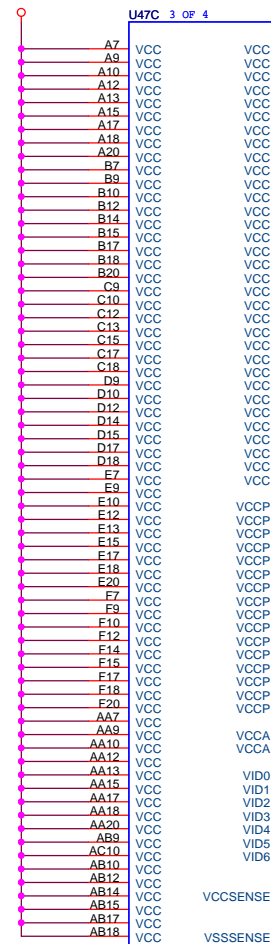 U47C 3 OF 4
A7 VCC VCC
A9 VCC VCC
A10 VCC VCC
A12 VCC VCC
A13 VCC VCC
A15 VCC VCC
A17 VCC VCC
A18 VCC VCC
A20 VCC VCC
B7 VCC VCC
B9 VCC VCC
B10 VCC VCC
B12 VCC VCC
B14 VCC VCC
B15 VCC VCC
B17 VCC VCC
B18 VCC VCC
B20 VCC VCC
C9 VCC VCC
C10 VCC VCC
C12 VCC VCC
C13 VCC VCC
C15 VCC VCC
C17 VCC VCC
C18 VCC VCC
D9 VCC VCC
D10 VCC VCC
D12 VCC VCC
D14 VCC VCC
D15 VCC VCC
D17 VCC VCC
D18 VCC VCC
E7 VCC VCC
E9 VCC
E10 VCC VCCP
E12 VCC VCCP
E13 VCC VCCP
E15 VCC VCCP
E17 VCC VCCP
E18 VCC VCCP
E20 VCC VCCP
F7 VCC VCCP
F9 VCC VCCP
F10 VCC VCCP
F12 VCC VCCP
F14 VCC VCCP
F15 VCC VCCP
F17 VCC VCCP
F18 VCC VCCP
F20 VCC VCCP
AA7 VCC
AA9 VCC VCCA
AA10 VCC VCCA
AA12 VCC
AA13 VCC VID0
AA15 VCC VID1
AA17 VCC VID2
AA18 VCC VID3
AA20 VCC VID4
AB9 VCC VID5
AC10 VCC VID6
AB10 VCC
AB12 VCC
AB14 VCC VCCSENSE
AB15 VCC
AB17 VCC
AB18 VCC VSSSENSE